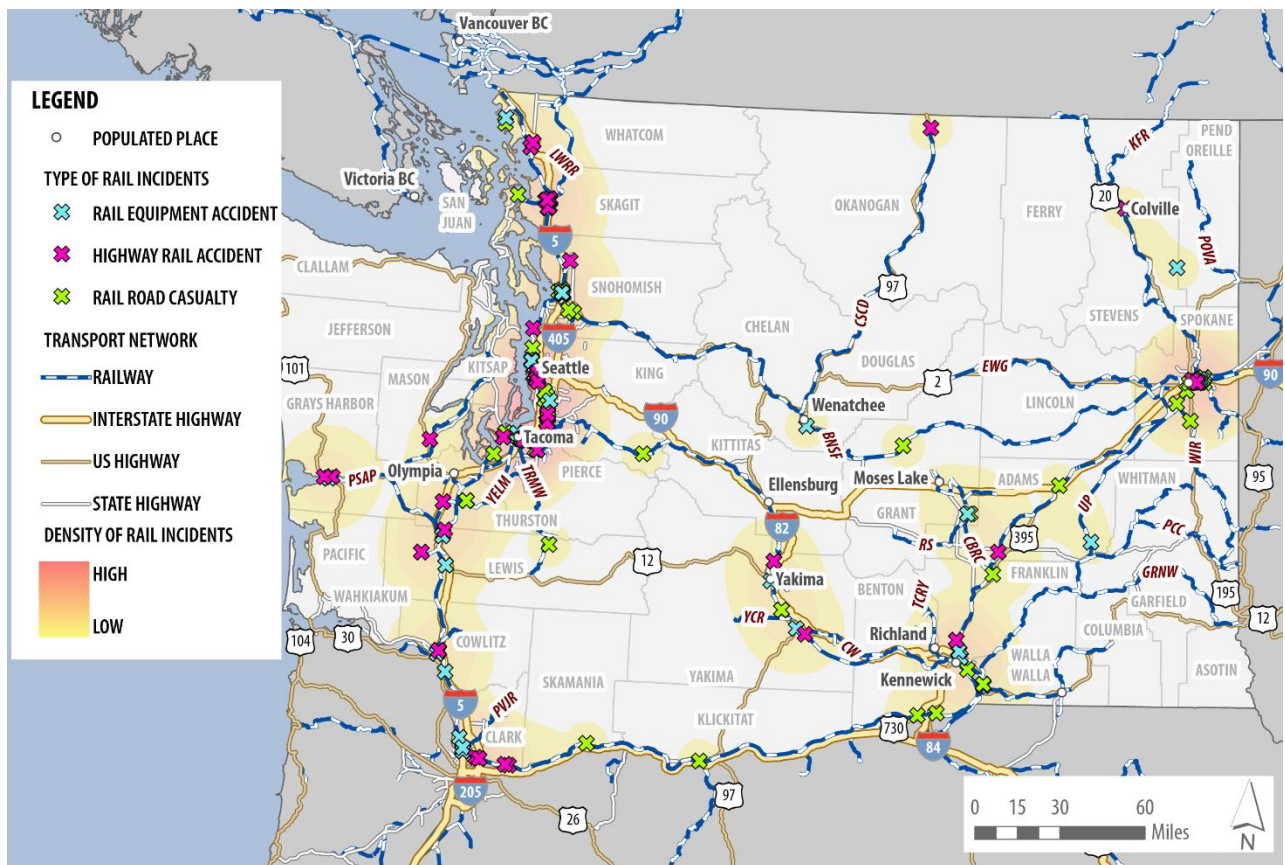 Vancouver BC
LEGEND
POPULATED PLACE
TYPE OF RAIL INCIDENTS
RAIL EQUIPMENT ACCIDENT
HIGHWAY RAIL ACCIDENT
RAIL ROAD CASUALTY
TRANSPORT NETWORK
RAILWAY
INTERSTATE HIGHWAY
US HIGHWAY
STATE HIGHWAY
DENSITY OF RAIL INCIDENTS
HIGH
LOW
WHATCOM
PEND
OREILLE
KFR
LWRR
Victoria BC
SAN
JUAN
SKAGIT
OKANOGAN
FERRY
20
Colville
POVA
5
CLALLAM
SNOHOMISH
97
CSCD
STEVENS
SPOKANE
JEFFERSON
405
CHELAN
DOUGLAS
101
KITSAP
Seattle
KING
2
EWG
90
MASON
LINCOLN
GRAYS HARBOR
90
Wenatchee
BNSF
Tacoma
KITTITAS
WIR
PSAP
Olympia
YELM
TRMW
PIERCE
Moses Lake
ADAMS
WHITMAN
95
Ellensburg
GRANT
UP
THURSTON
82
RS
CBRC
395
PCC
PACIFIC
LEWIS
12
FRANKLIN
GRNW
WAHKIAKUM
Yakima
BENTON
TCRY
GARFIELD
195
12
YCR
COLUMBIA
104
30
COWLITZ
CW
Richland
WALLA
WALLA
ASOTIN
Kennewick
SKAMANIA
YAKIMA
5
PVJR
KLICKITAT
730
84
CLARK
205
97
26
0 15 30 60
Miles
N